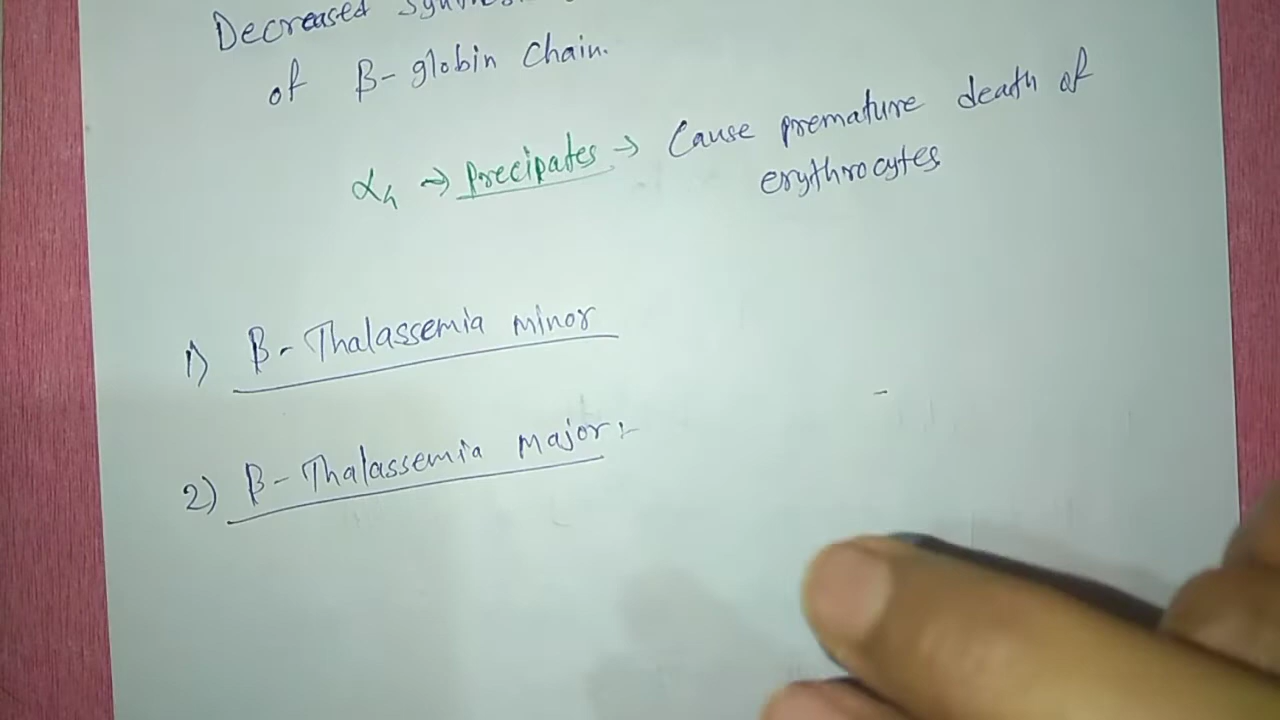 Decreased
of β-globin Chain.
α4 → Precipates → Cause premature death of
erythrocytes
1) β-Thalassemia minor
2) β-Thalassemia Major:-